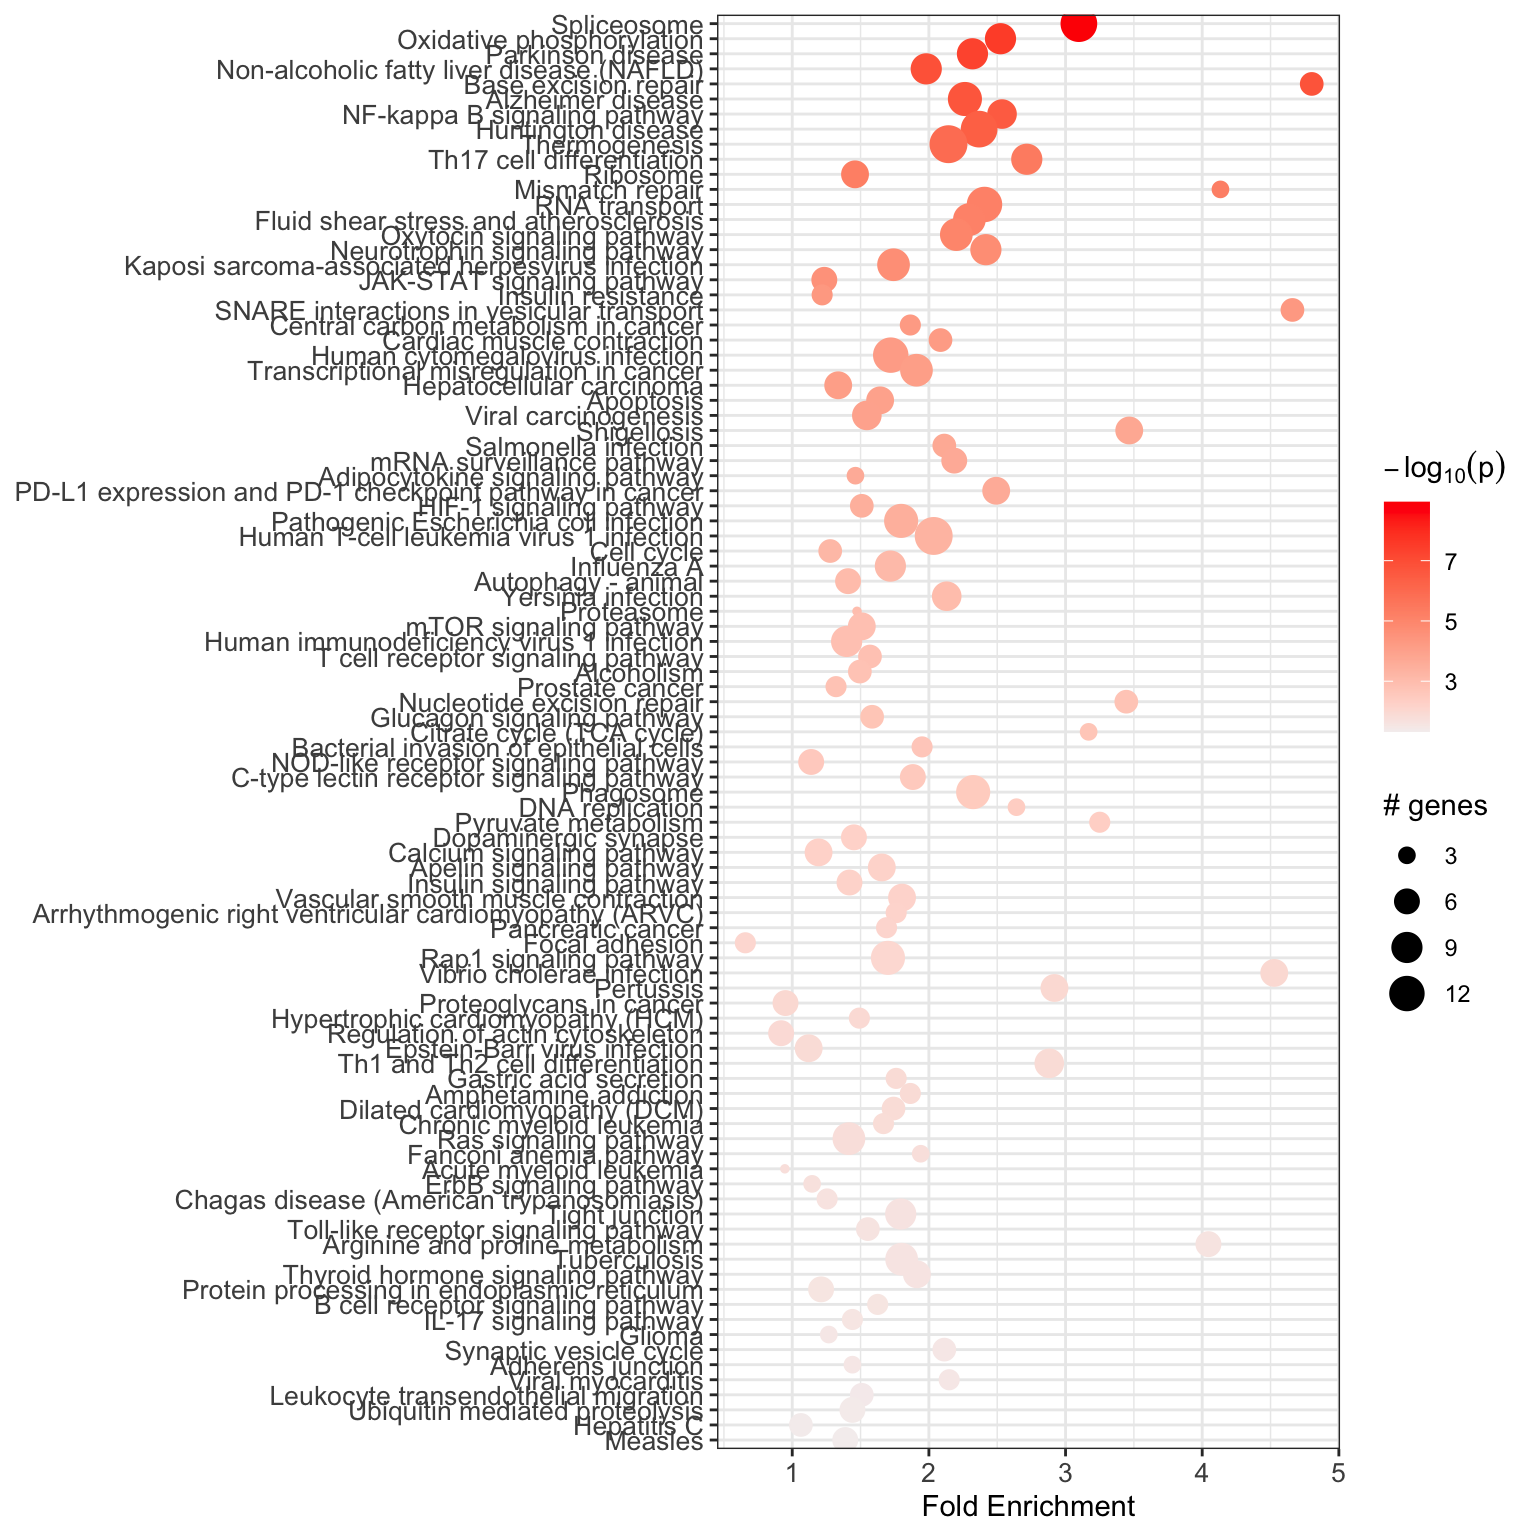 Spliceosome
Oxidative phosphorylation
Parkinson disease
Non-alcoholic fatty liver disease (NAFLD)
Base excision repair
Alzheimer disease
NF-kappa B signaling pathway
Huntington disease
Thermogenesis
Th17 cell differentiation
Ribosome
Mismatch repair
RNA transport
Fluid shear stress and atherosclerosis
Oxytocin signaling pathway
Neurotrophin signaling pathway
Kaposi sarcoma-associated herpesvirus infection
JAK-STAT signaling pathway
Insulin resistance
SNARE interactions in vesicular transport
Central carbon metabolism in cancer
Cardiac muscle contraction
Human cytomegalovirus infection
Transcriptional misregulation in cancer
Hepatocellular carcinoma
Apoptosis
Viral carcinogenesis
Shigellosis
Salmonella infection
mRNA surveillance pathway
Adipocytokine signaling pathway
PD-L1 expression and PD-1 checkpoint pathway in cancer
HIF-1 signaling pathway
Pathogenic Escherichia coli infection
Human T-cell leukemia virus 1 infection
Cell cycle
Influenza A
Autophagy - animal
Yersinia infection
Proteasome
mTOR signaling pathway
Human immunodeficiency virus 1 infection
T cell receptor signaling pathway
Alcoholism
Prostate cancer
Nucleotide excision repair
Glucagon signaling pathway
Citrate cycle (TCA cycle)
Bacterial invasion of epithelial cells
NOD-like receptor signaling pathway
C-type lectin receptor signaling pathway
Phagosome
DNA replication
Pyruvate metabolism
Dopaminergic synapse
Calcium signaling pathway
Apelin signaling pathway
Insulin signaling pathway
Vascular smooth muscle contraction
Arrhythmogenic right ventricular cardiomyopathy (ARVC)
Pancreatic cancer
Focal adhesion
Rap1 signaling pathway
Vibrio cholerae infection
Pertussis
Proteoglycans in cancer
Hypertrophic cardiomyopathy (HCM)
Regulation of actin cytoskeleton
Epstein-Barr virus infection
Th1 and Th2 cell differentiation
Gastric acid secretion
Amphetamine addiction
Dilated cardiomyopathy (DCM)
Chronic myeloid leukemia
Ras signaling pathway
Fanconi anemia pathway
Acute myeloid leukemia
ErbB signaling pathway
Chagas disease (American trypanosomiasis)
Tight junction
Toll-like receptor signaling pathway
Arginine and proline metabolism
Tuberculosis
Thyroid hormone signaling pathway
Protein processing in endoplasmic reticulum
B cell receptor signaling pathway
IL-17 signaling pathway
Glioma
Synaptic vesicle cycle
Adherens junction
Viral myocarditis
Leukocyte transendothelial migration
Ubiquitin mediated proteolysis
Hepatitis C
Measles
1 2 3 4 5
Fold Enrichment
−log10(p)
7
5
3
# genes
3
6
9
12